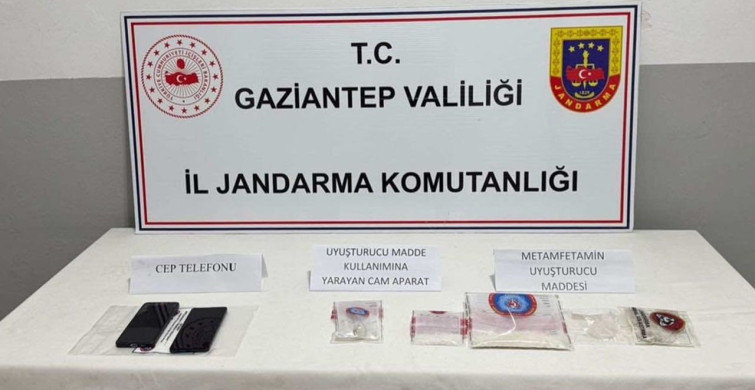 T.C.
GAZİANTEP VALİLİĞİ
İL JANDARMA KOMUTANLIĞI
JANDARMA
CEP TELEFONU
UYUŞTURUCU MADDE
KULLANIMINA
YARAYAN CAM APARAT
METAMFETAMİN
UYUŞTURUCU
MADDESİ